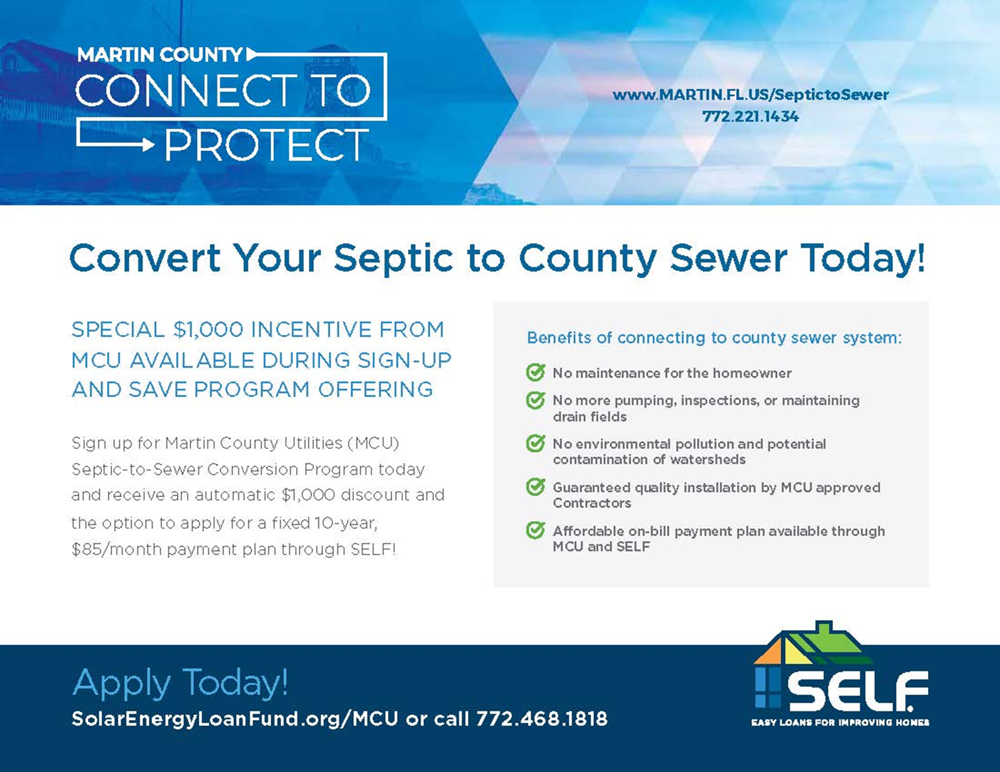 MARTIN COUNTY
CONNECT TO
PROTECT
www.MARTIN.FL.US/SeptictoSewer
772.221.1434
Convert Your Septic to County Sewer Today!
SPECIAL $1,000 INCENTIVE FROM
MCU AVAILABLE DURING SIGN-UP
AND SAVE PROGRAM OFFERING
Sign up for Martin County Utilities (MCU)
Septic-to-Sewer Conversion Program today
and receive an automatic $1,000 discount and
the option to apply for a fixed 10-year,
$85/month payment plan through SELF!
Benefits of connecting to county sewer system:
No maintenance for the homeowner
No more pumping, inspections, or maintaining
drain fields
No environmental pollution and potential
contamination of watersheds
Guaranteed quality installation by MCU approved
Contractors
Affordable on-bill payment plan available through
MCU and SELF
Apply Today!
SolarEnergyLoanFund.org/MCU or call 772.468.1818
SELF.
EASY LOANS FOR IMPROVING HOMES